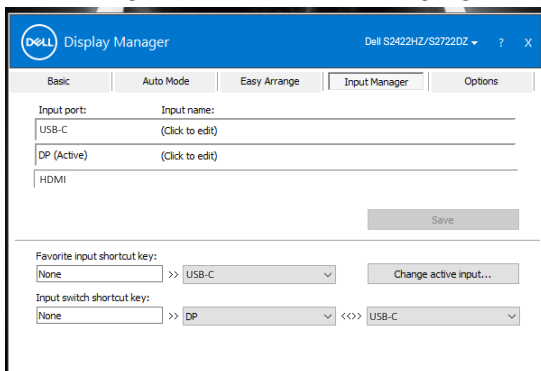 DELL Display Manager Dell S2422HZ/S2722DZ ? X
Basic Auto Mode Easy Arrange Input Manager Options
Input port: Input name:
USB-C (Click to edit)
DP (Active) (Click to edit)
HDMI
Save
Favorite input shortcut key:
None >> USB-C Change active input...
Input switch shortcut key:
None >> DP <<>> USB-C